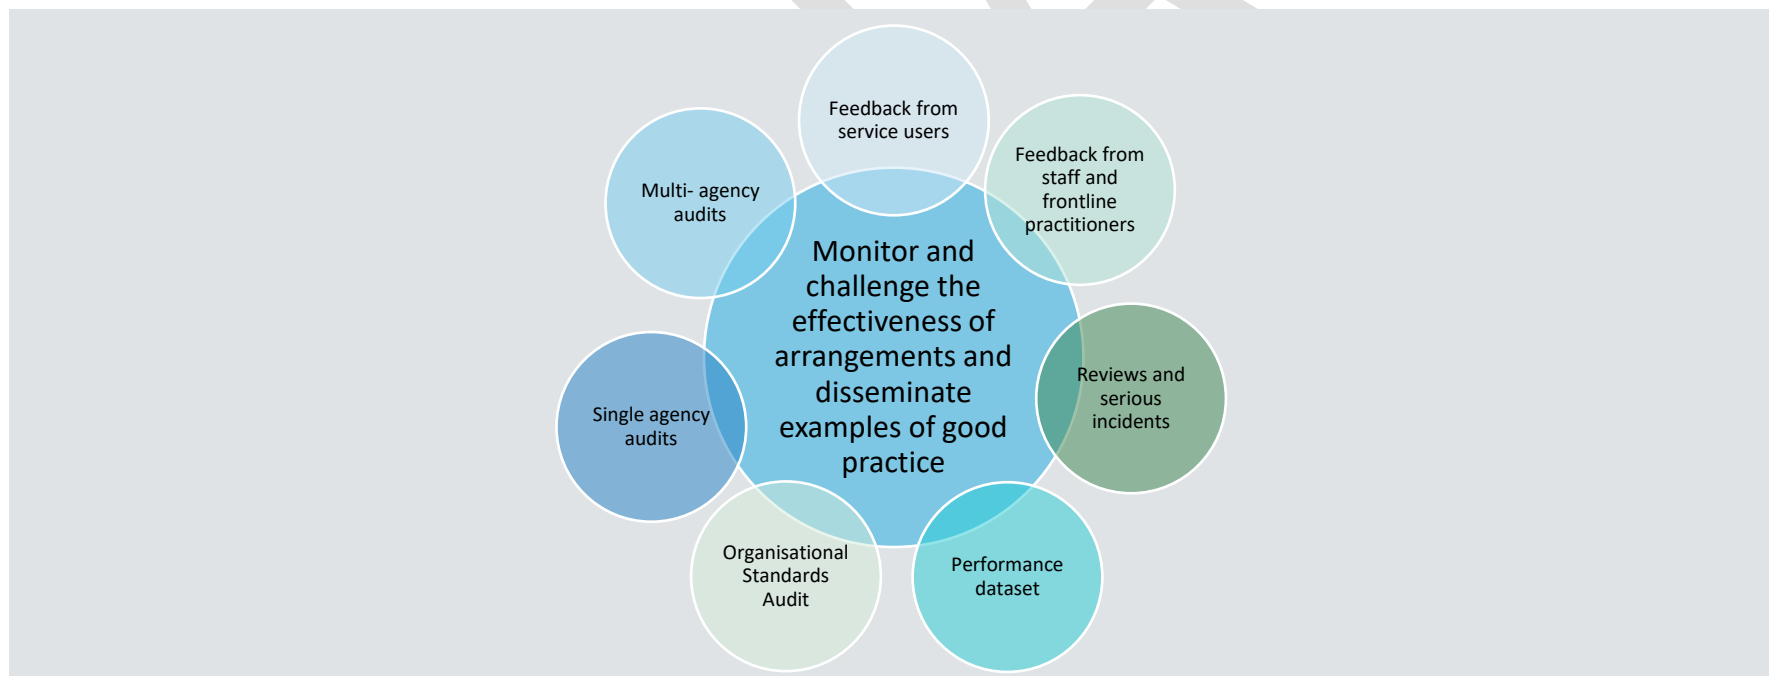 Feedback from
service users
Feedback from
staff and
frontline
practitioners
Multi- agency
audits
Monitor and
challenge the
effectiveness of
arrangements and
disseminate
examples of good
practice
Reviews and
serious
incidents
Single agency
audits
Organisational
Standards
Audit
Performance
dataset